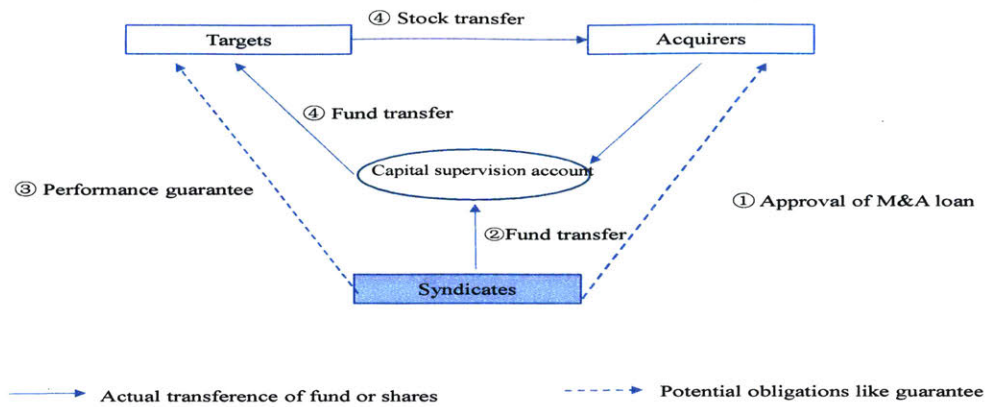 ④ Stock transfer
Targets
Acquirers
④ Fund transfer
Capital supervision account
③ Performance guarantee
① Approval of M&A loan
②Fund transfer
Syndicates
Actual transference of fund or shares
Potential obligations like guarantee